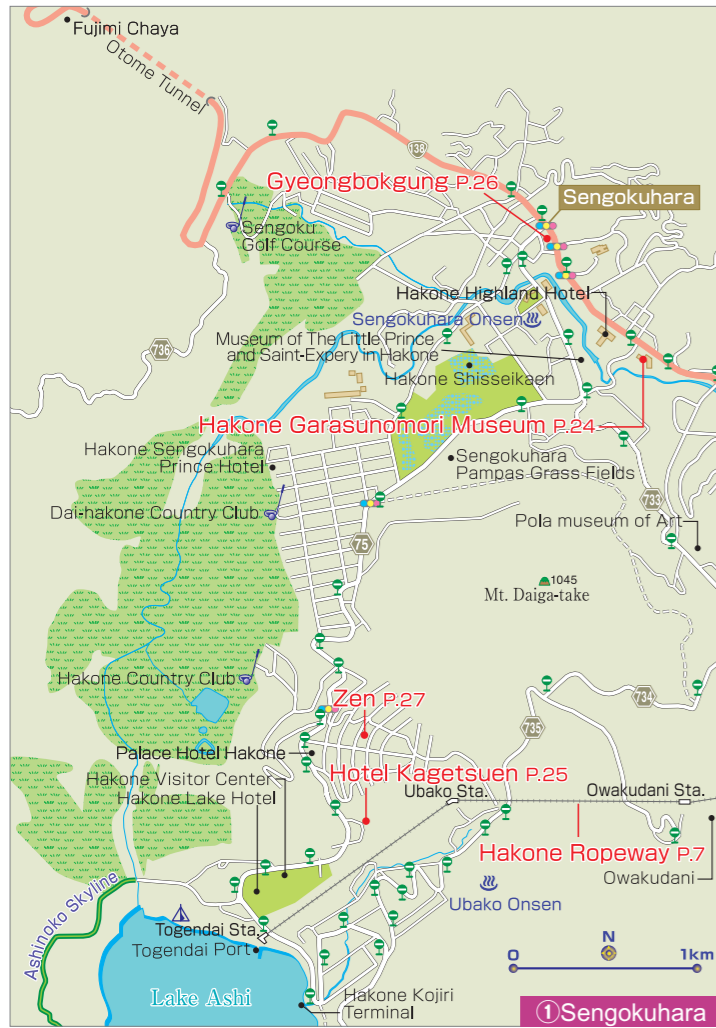 Fujimi Chaya
Otome Tunnel
138
Gyeongbokgung P.26
Sengokuhara
Sengoku
Golf Course
Hakone Highland Hotel
Sengokuhara Onsen
Museum of The Little Prince
and Saint-Expery in Hakone
736
Hakone Shisseikaen
Hakone Garasunomori Museum P.24
Hakone Sengokuhara
Prince Hotel
Sengokuhara
Pampas Grass Fields
733
Dai-hakone Country Club
Pola museum of Art
75
1045
Mt. Daiga-take
Hakone Country Club
Zen P.27
734
735
Palace Hotel Hakone
Hotel Kagetsuen P.25
Hakone Visitor Center
Hakone Lake Hotel
Ubako Sta.
Owakudani Sta.
Hakone Ropeway P.7
Owakudani
Ubako Onsen
Ashinoko Skyline
Togendai Sta.
Togendai Port
N
0
1km
Lake Ashi
Hakone Kojiri
Terminal
①Sengokuhara